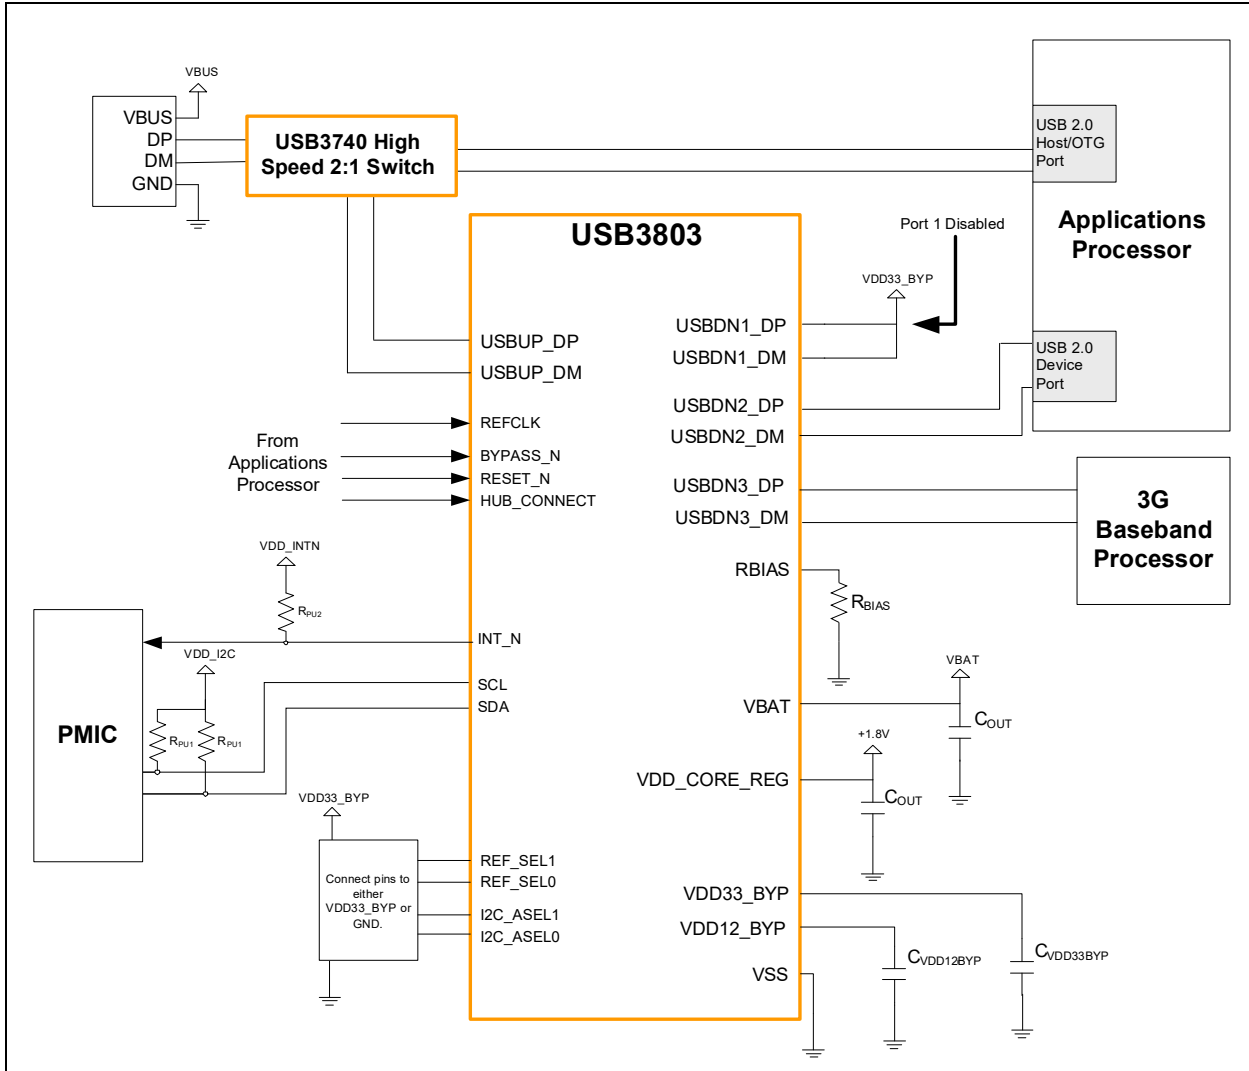 VBUS
VBUS
DP
DM
GND
USB3740 High
Speed 2:1 Switch
USB 2.0
Host/OTG
Port
Applications
Processor
USB 2.0
Device
Port
USB3803
Port 1 Disabled
VDD33_BYP
USBUP_DP
USBUP_DM
REFCLK
BYPASS_N
RESET_N
HUB_CONNECT
From
Applications
Processor
USBDN1_DP
USBDN1_DM
USBDN2_DP
USBDN2_DM
USBDN3_DP
USBDN3_DM
3G
Baseband
Processor
RBIAS
RBIAS
VDD_INTN
RPU2
INT_N
VDD_I2C
SCL
SDA
PMIC
RPU1
RPU1
VBAT
VBAT
COUT
+1.8V
VDD_CORE_REG
COUT
VDD33_BYP
Connect pins to
either
VDD33_BYP or
GND.
REF_SEL1
REF_SEL0
I2C_ASEL1
I2C_ASEL0
VDD33_BYP
VDD12_BYP
VSS
CVDD12BYP
CVDD33BYP